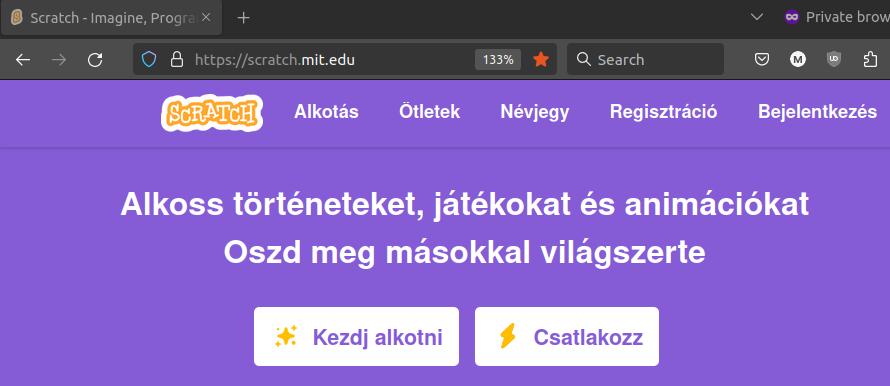 Scratch - Imagine, Progra
Private brow
https://scratch.mit.edu
133%
Search
M
UD
SCRATCH
Alkotás
Ötletek
Névjegy
Regisztráció
Bejelentkezés
Alkoss történeteket, játékokat és animációkat
Oszd meg másokkal világszerte
Kezdj alkotni
Csatlakozz